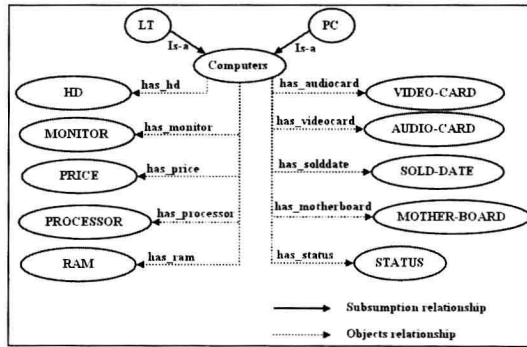 LT
PC
Is-a
Is-a
Computers
HD
has_hd
has_audiocard
VIDEO-CARD
MONITOR
has_monitor
has_videocard
AUDIO-CARD
PRICE
has_price
has_solddate
SOLD-DATE
PROCESSOR
has_processor
has_motherboard
MOTHER-BOARD
RAM
has_ram
has_status
STATUS
Subsumption relationship
Objects relationship